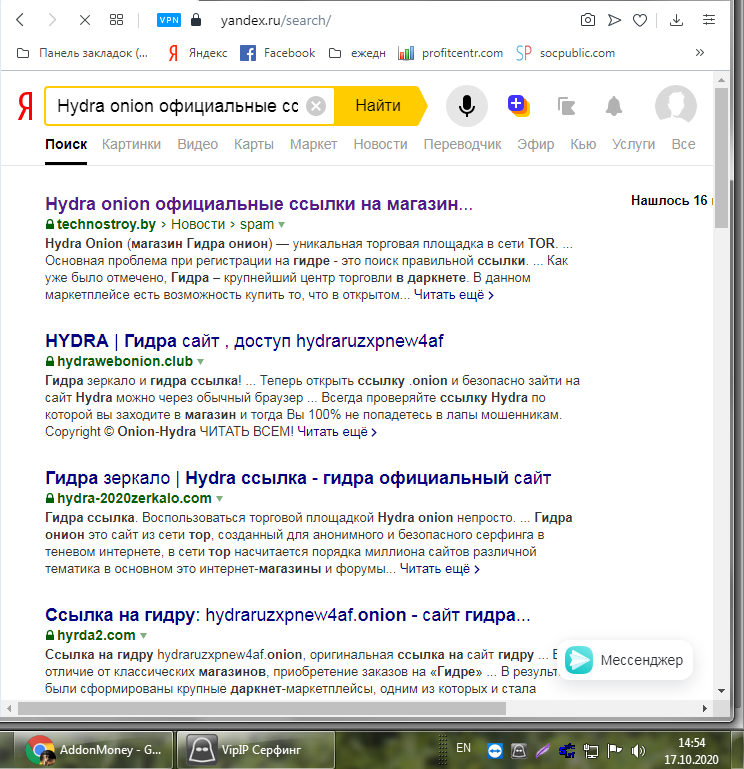 VPN yandex.ru/search/
Панель закладок (... Яндекс Facebook ежедн profitcentr.com socpublic.com »
Я Hydra onion официальные сс Найти
Поиск Картинки Видео Карты Маркет Новости Переводчик Эфир Кью Услуги Все
Нашлось 16
Hydra onion официальные ссылки на магазин...
technostroy.by > Новости > spam
Hydra Onion (магазин Гидра онион) — уникальная торговая площадка в сети TOR. ...
Основная проблема при регистрации на гидре - это поиск правильной ссылки. ... Как
уже было отмечено, Гидра – крупнейший центр торговли в даркнете. В данном
маркетплейсе есть возможность купить то, что в открытом... Читать ещё >
HYDRA | Гидра сайт , доступ hydraruzxpnew4af
hydrawebonion.club
Гидра зеркало и гидра ссылка! ... Теперь открыть ссылку .onion и безопасно зайти на
сайт Hydra можно через обычный браузер ... Всегда проверяйте ссылку Hydra по
которой вы заходите в магазин и тогда Вы 100% не попадетесь в лапы мошенникам.
Copyright © Onion-Hydra ЧИТАТЬ ВСЕМ! Читать ещё >
Гидра зеркало | Hydra ссылка - гидра официальный сайт
hydra-2020zerkalo.com
Гидра ссылка. Воспользоваться торговой площадкой Hydra onion непросто. ... Гидра
онион это сайт из сети тор, созданный для анонимного и безопасного серфинга в
теневом интернете, в сети тор насчитается порядка миллиона сайтов различной
тематика в основном это интернет-магазины и форумы... Читать ещё >
Ссылка на гидру: hydraruzxpnew4af.onion - сайт гидра...
hyrda2.com
Ссылка на гидру hydraruzxpnew4af.onion, оригинальная ссылка на сайт гидру ...
отличие от классических магазинов, приобретение заказов на «Гидре» ... В резуль
были сформированы крупные даркнет-маркетплейсы, одним из которых и стала
Мессенджер
AddonMoney - G... VipIP Серфинг EN 14:54
17.10.2020